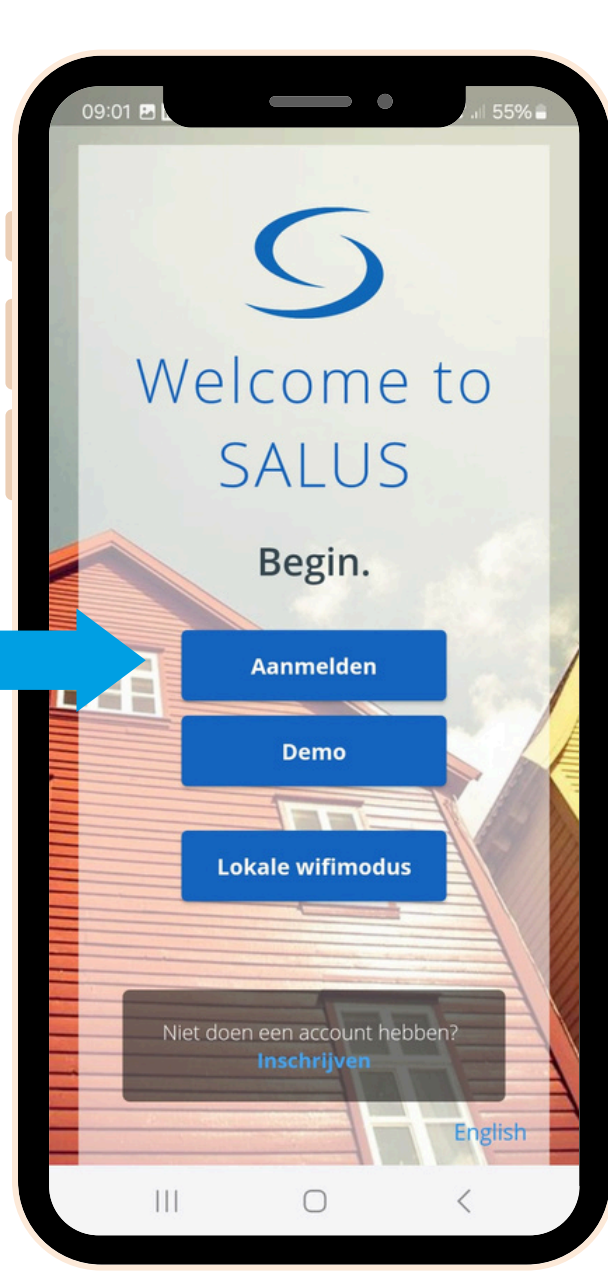 09:01 55%
Welcome to
SALUS
Begin.
Aanmelden
Demo
Lokale wifimodus
Niet doen een account hebben?
Inschrijven
English